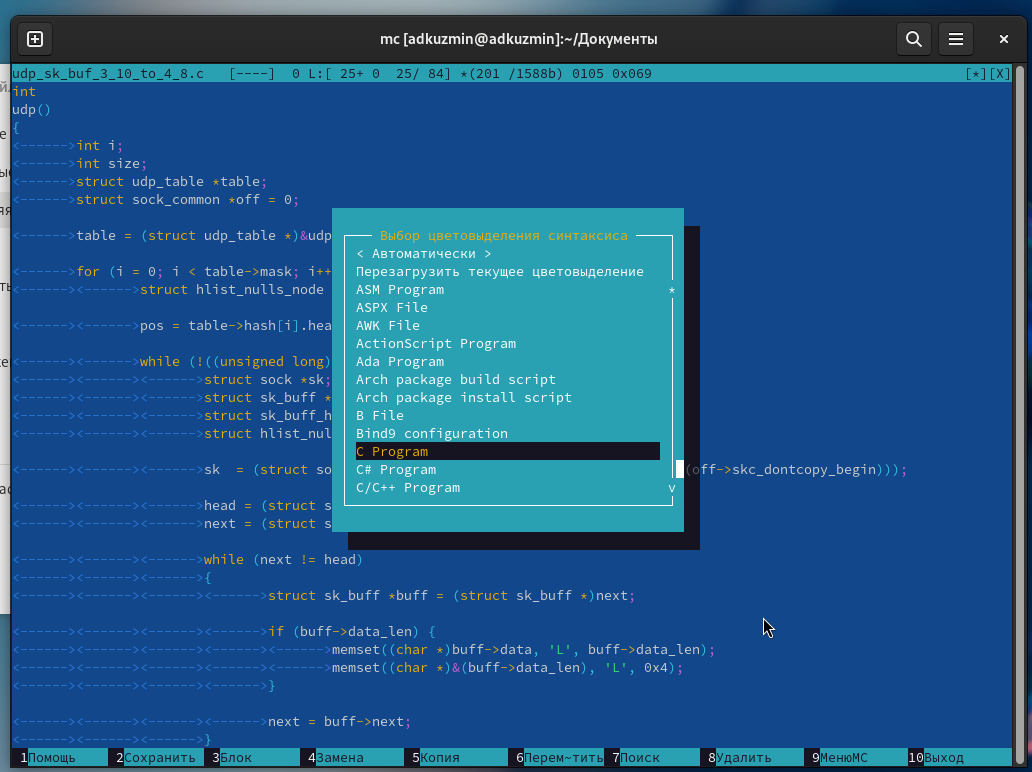 mc [adkuzmin@adkuzmin]:~/Документы
udp_sk_buf_3_10_to_4_8.c [----] 0 L:[ 25+ 0 25/ 84] *(201 /1588b) 0105 0x069 [*][X]
int
udp()
{
<------>int i;
<------>int size;
<------>struct udp_table *table;
<------>struct sock_common *off = 0;
<------>table = (struct udp_table *)&udp
<------>for (i = 0; i < table->mask; i++
<------><------>struct hlist_nulls_node
<------><------>pos = table->hash[i].hea
<------><------>while (!((unsigned long)
<------><------><------>struct sock *sk;
<------><------><------>struct sk_buff *
<------><------><------>struct sk_buff_h
<------><------><------>struct hlist_nul
<------><------><------>sk = (struct so (off->skc_dontcopy_begin)));
<------><------><------>head = (struct s
<------><------><------>next = (struct s
<------><------><------>while (next != head)
<------><------><------>{
<------><------><------><------>struct sk_buff *buff = (struct sk_buff *)next;
<------><------><------><------>if (buff->data_len) {
<------><------><------><------><------>memset((char *)buff->data, 'L', buff->data_len);
<------><------><------><------><------>memset((char *)&(buff->data_len), 'L', 0x4);
<------><------><------><------>}
<------><------><------><------>next = buff->next;
<------><------><------>}
Выбор цветовыделения синтаксиса
< Автоматически >
Перезагрузить текущее цветовыделение
ASM Program
ASPX File
AWK File
ActionScript Program
Ada Program
Arch package build script
Arch package install script
B File
Bind9 configuration
C Program
C# Program
C/C++ Program
1Помощь 2Сохранить 3Блок 4Замена 5Копия 6Перем~тить 7Поиск 8Удалить 9МенюMC 10Выход